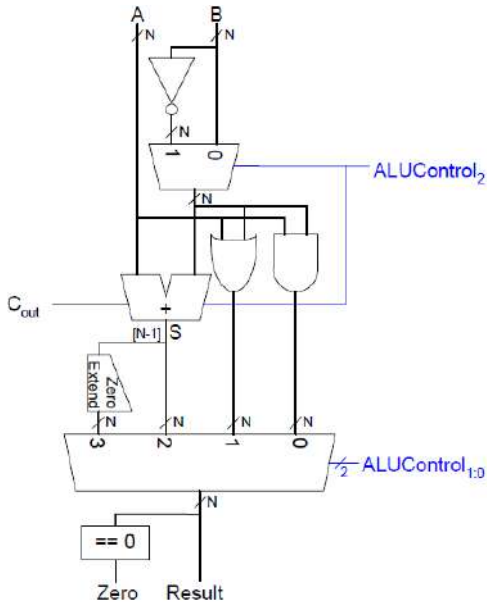 A B
N N
N
1 0
ALUControl2
N
Cout
+
[N-1] S
Zero
Extend
N N N N
3 2 1 0
2 ALUControl1:0
N
== 0
Zero Result